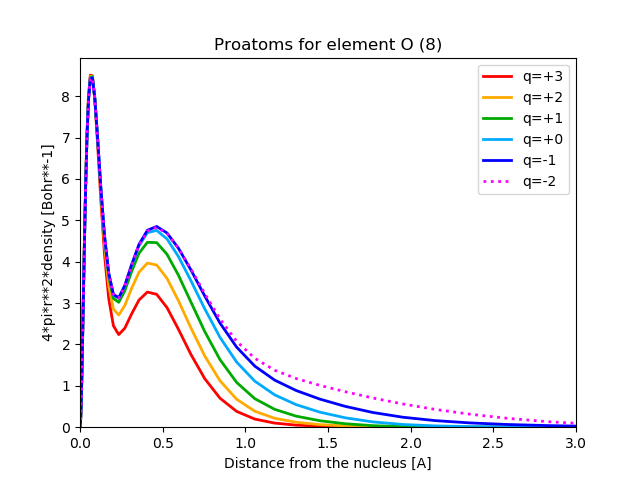 Proatoms for element O (8)
4*pi*r**2*density [Bohr**-1]
8
7
6
5
4
3
2
1
0
q=+3
q=+2
q=+1
q=+0
q=-1
q=-2
0.0 0.5 1.0 1.5 2.0 2.5 3.0
Distance from the nucleus [A]